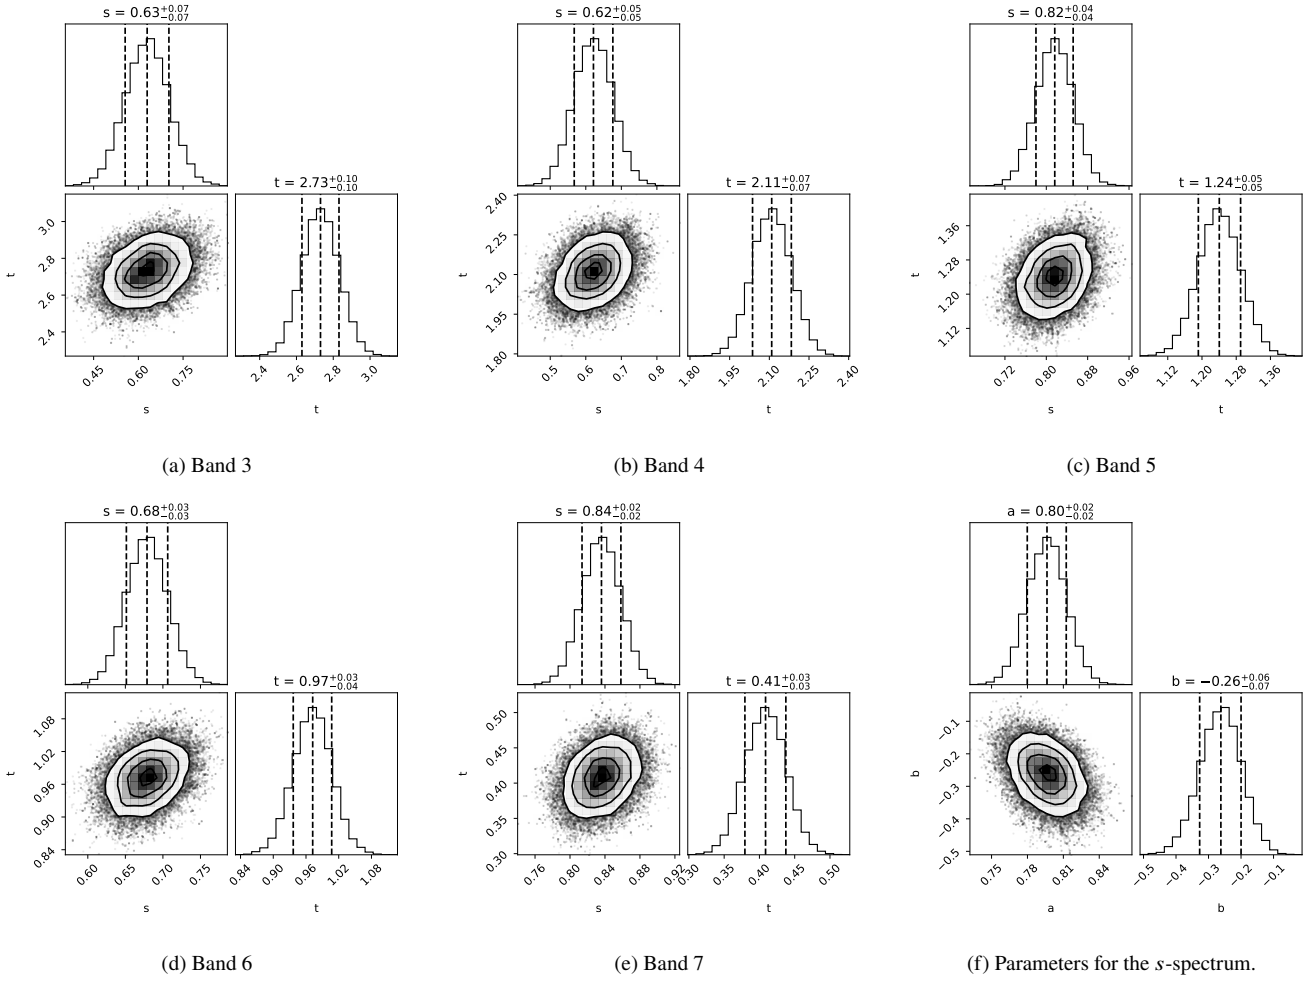 s = 0.63+0.07−0.07
s = 0.62+0.05−0.05
s = 0.82+0.04−0.04
t = 2.73+0.10−0.10
t = 2.11+0.07−0.07
t = 1.24+0.05−0.05
t
3.0
2.8
2.6
2.4
0.45 0.60 0.75
s
2.4 2.6 2.8 3.0
t
t
2.40
2.25
2.10
1.95
1.80
0.5 0.6 0.7 0.8
s
1.80 1.95 2.10 2.25 2.40
t
t
1.36
1.28
1.20
1.12
0.72 0.80 0.88 0.96
s
1.12 1.20 1.28 1.36
t
(a) Band 3
(b) Band 4
(c) Band 5
s = 0.68+0.03−0.03
s = 0.84+0.02−0.02
a = 0.80+0.02−0.02
t = 0.97+0.03−0.04
t = 0.41+0.03−0.03
b = −0.26+0.06−0.07
t
1.08
1.02
0.96
0.90
0.84
0.60 0.65 0.70 0.75
s
0.84 0.90 0.96 1.02 1.08
t
t
0.50
0.45
0.40
0.35
0.30
0.76 0.80 0.84 0.88 0.92
s
0.30 0.35 0.40 0.45 0.50
t
b
−0.1
−0.2
−0.3
−0.4
−0.5
0.75 0.78 0.81 0.84
a
−0.5 −0.4 −0.3 −0.2 −0.1
b
(d) Band 6
(e) Band 7
(f) Parameters for the s-spectrum.